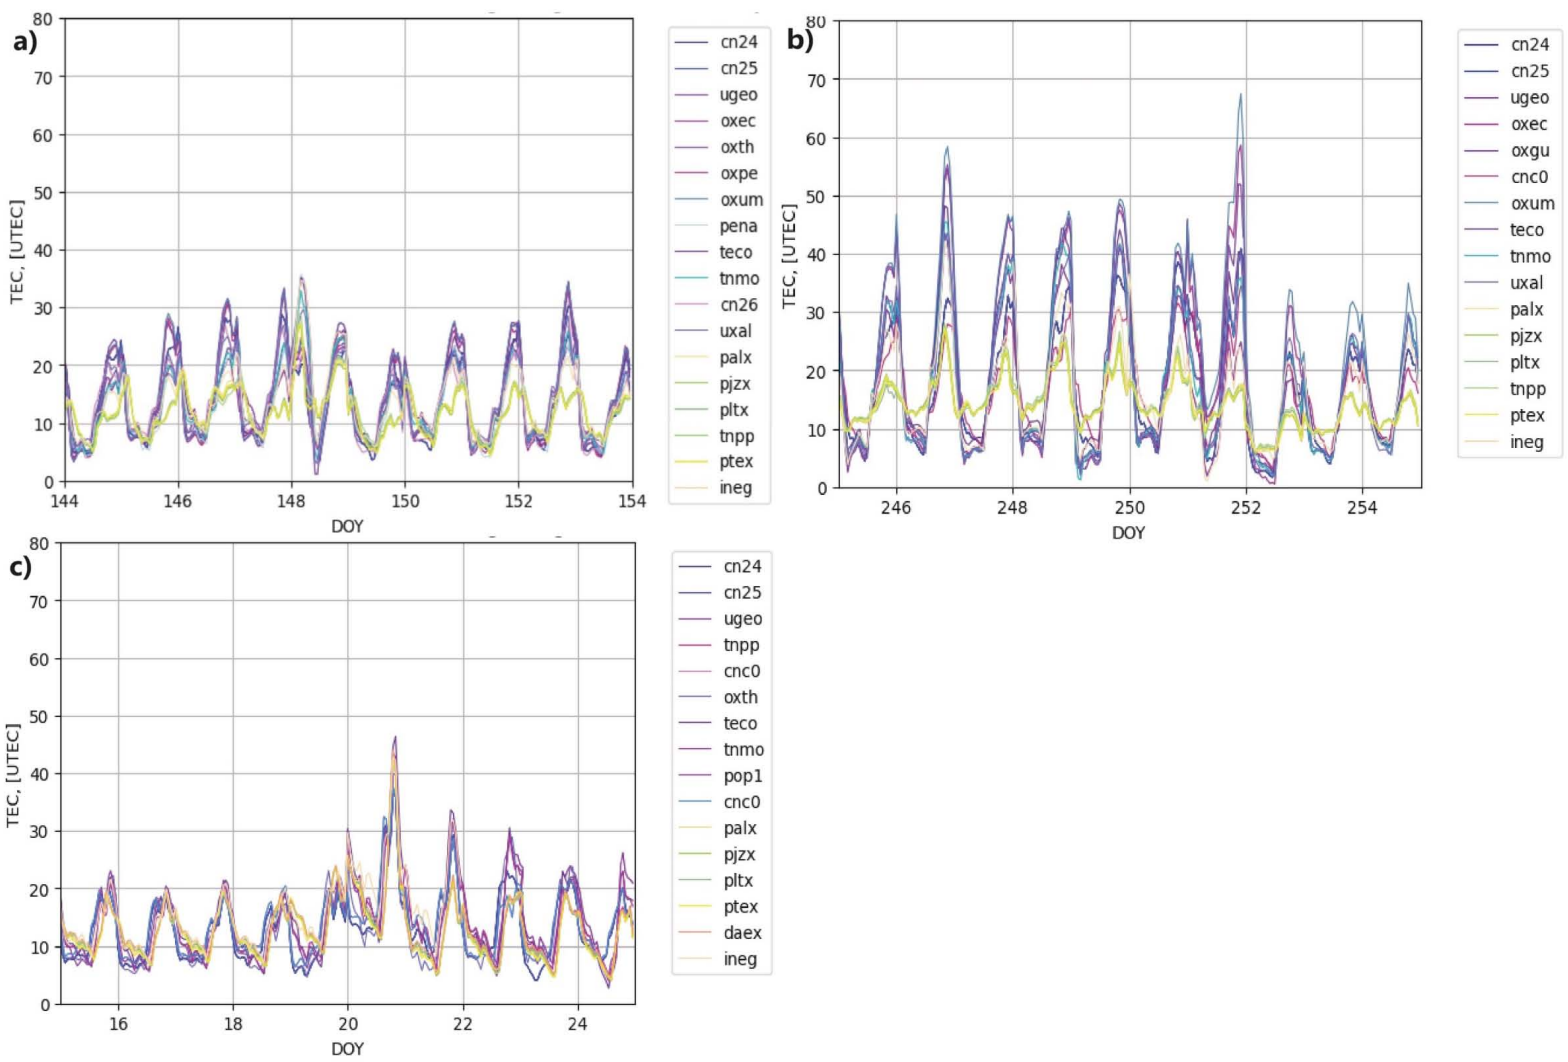 a)
80
70
60
50
40
30
20
10
0
TEC, [UTEC]
144 146 148 150 152 154
DOY
cn24
cn25
ugeo
oxec
oxth
oxpe
oxum
pena
teco
tnmo
cn26
uxal
palx
pjzx
pltx
tnpp
ptex
ineg
b)
80
70
60
50
40
30
20
10
0
TEC, [UTEC]
246 248 250 252 254
DOY
cn24
cn25
ugeo
oxec
oxgu
cnc0
oxum
teco
tnmo
uxal
palx
pjzx
pltx
tnpp
ptex
ineg
c)
80
70
60
50
40
30
20
10
0
TEC, [UTEC]
16 18 20 22 24
DOY
cn24
cn25
ugeo
tnpp
cnc0
oxth
teco
tnmo
pop1
cnc0
palx
pjzx
pltx
ptex
daex
ineg